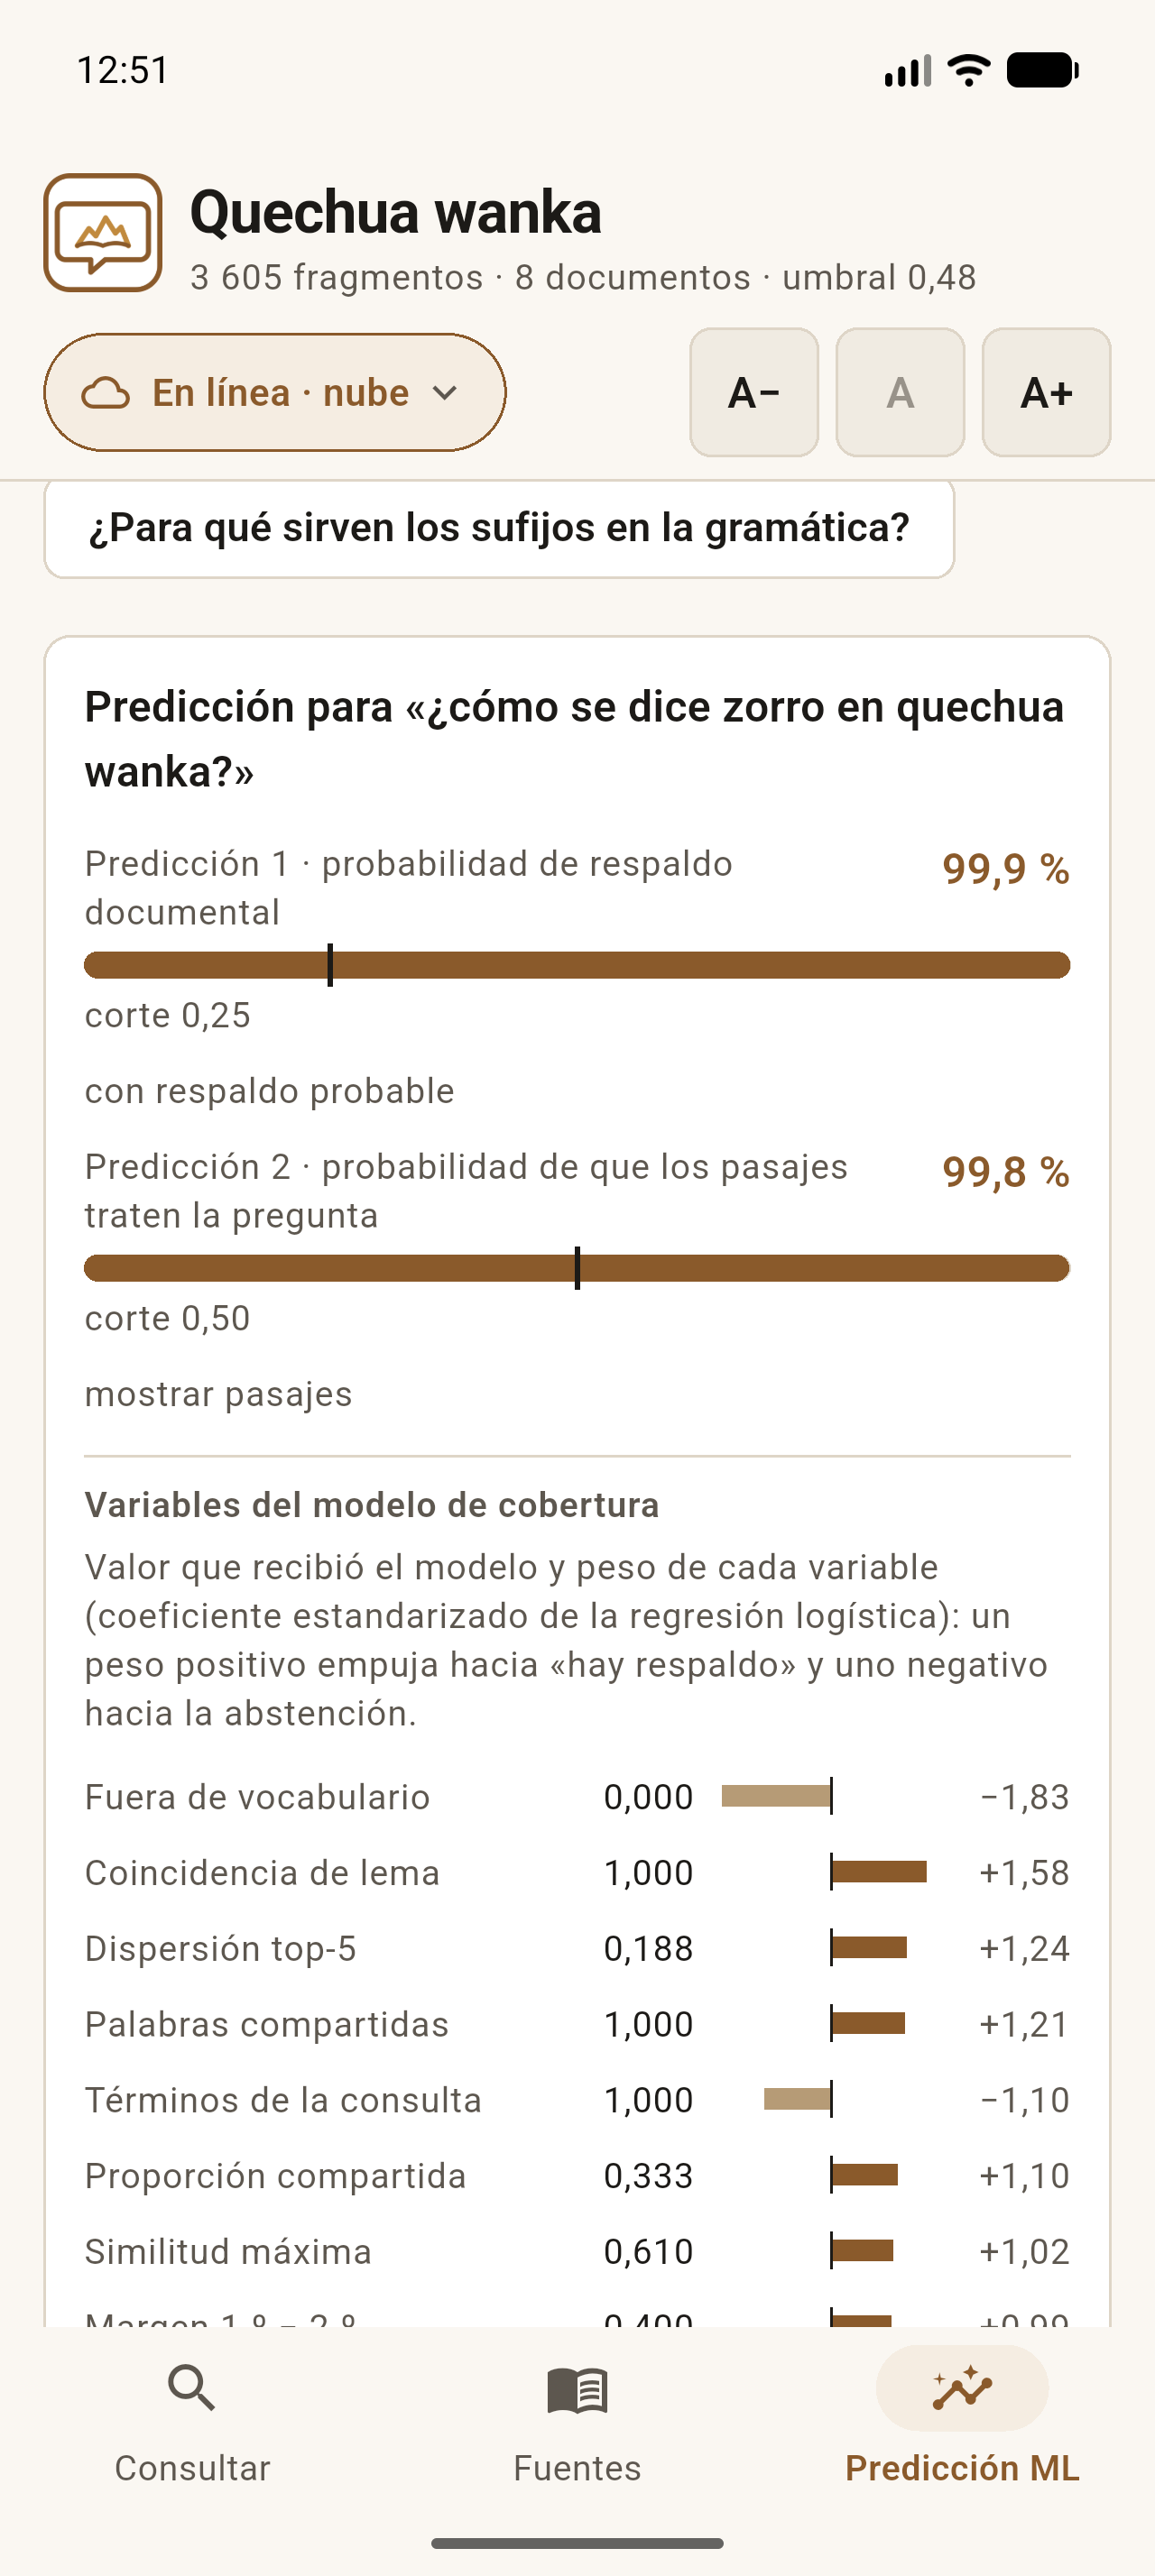 12:51
Quechua wanka
3 605 fragmentos · 8 documentos · umbral 0,48
En línea · nube
A−
A
A+
¿Para qué sirven los sufijos en la gramática?
Predicción para «¿cómo se dice zorro en quechua
wanka?»
Predicción 1 · probabilidad de respaldo
documental
99,9 %
corte 0,25
con respaldo probable
Predicción 2 · probabilidad de que los pasajes
traten la pregunta
99,8 %
corte 0,50
mostrar pasajes
Variables del modelo de cobertura
Valor que recibió el modelo y peso de cada variable
(coeficiente estandarizado de la regresión logística): un
peso positivo empuja hacia «hay respaldo» y uno negativo
hacia la abstención.
Fuera de vocabulario 0,000 −1,83
Coincidencia de lema 1,000 +1,58
Dispersión top-5 0,188 +1,24
Palabras compartidas 1,000 +1,21
Términos de la consulta 1,000 −1,10
Proporción compartida 0,333 +1,10
Similitud máxima 0,610 +1,02
Margen 1.º − 2.º 0,400 +0,99
Consultar
Fuentes
Predicción ML